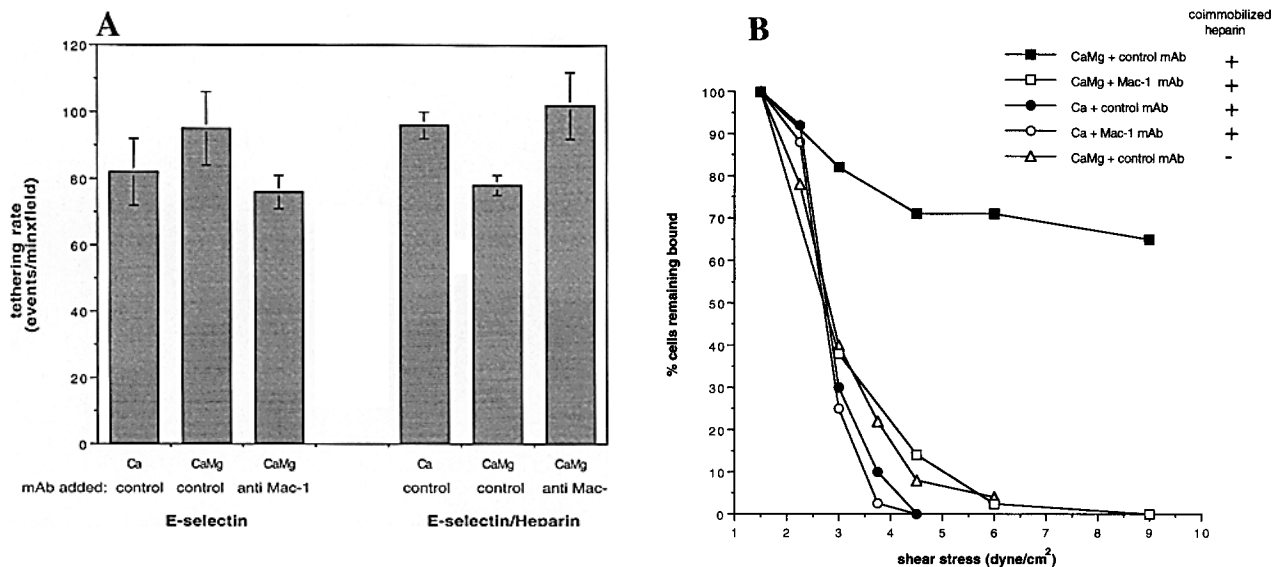 A
120
100
80
60
40
20
0
tethering rate
(events/minxfield)
Ca CaMg CaMg Ca CaMg CaMg
mAb added: control control anti Mac-1 control control anti Mac-
E-selectin E-selectin/Heparin
B
coimmobilized
heparin
CaMg + control mAb +
CaMg + Mac-1 mAb +
Ca + control mAb +
Ca + Mac-1 mAb +
CaMg + control mAb -
100
90
80
70
60
50
40
30
20
10
0
% cells remaining bound
1 2 3 4 5 6 7 8 9 10
shear stress (dyne/cm²)